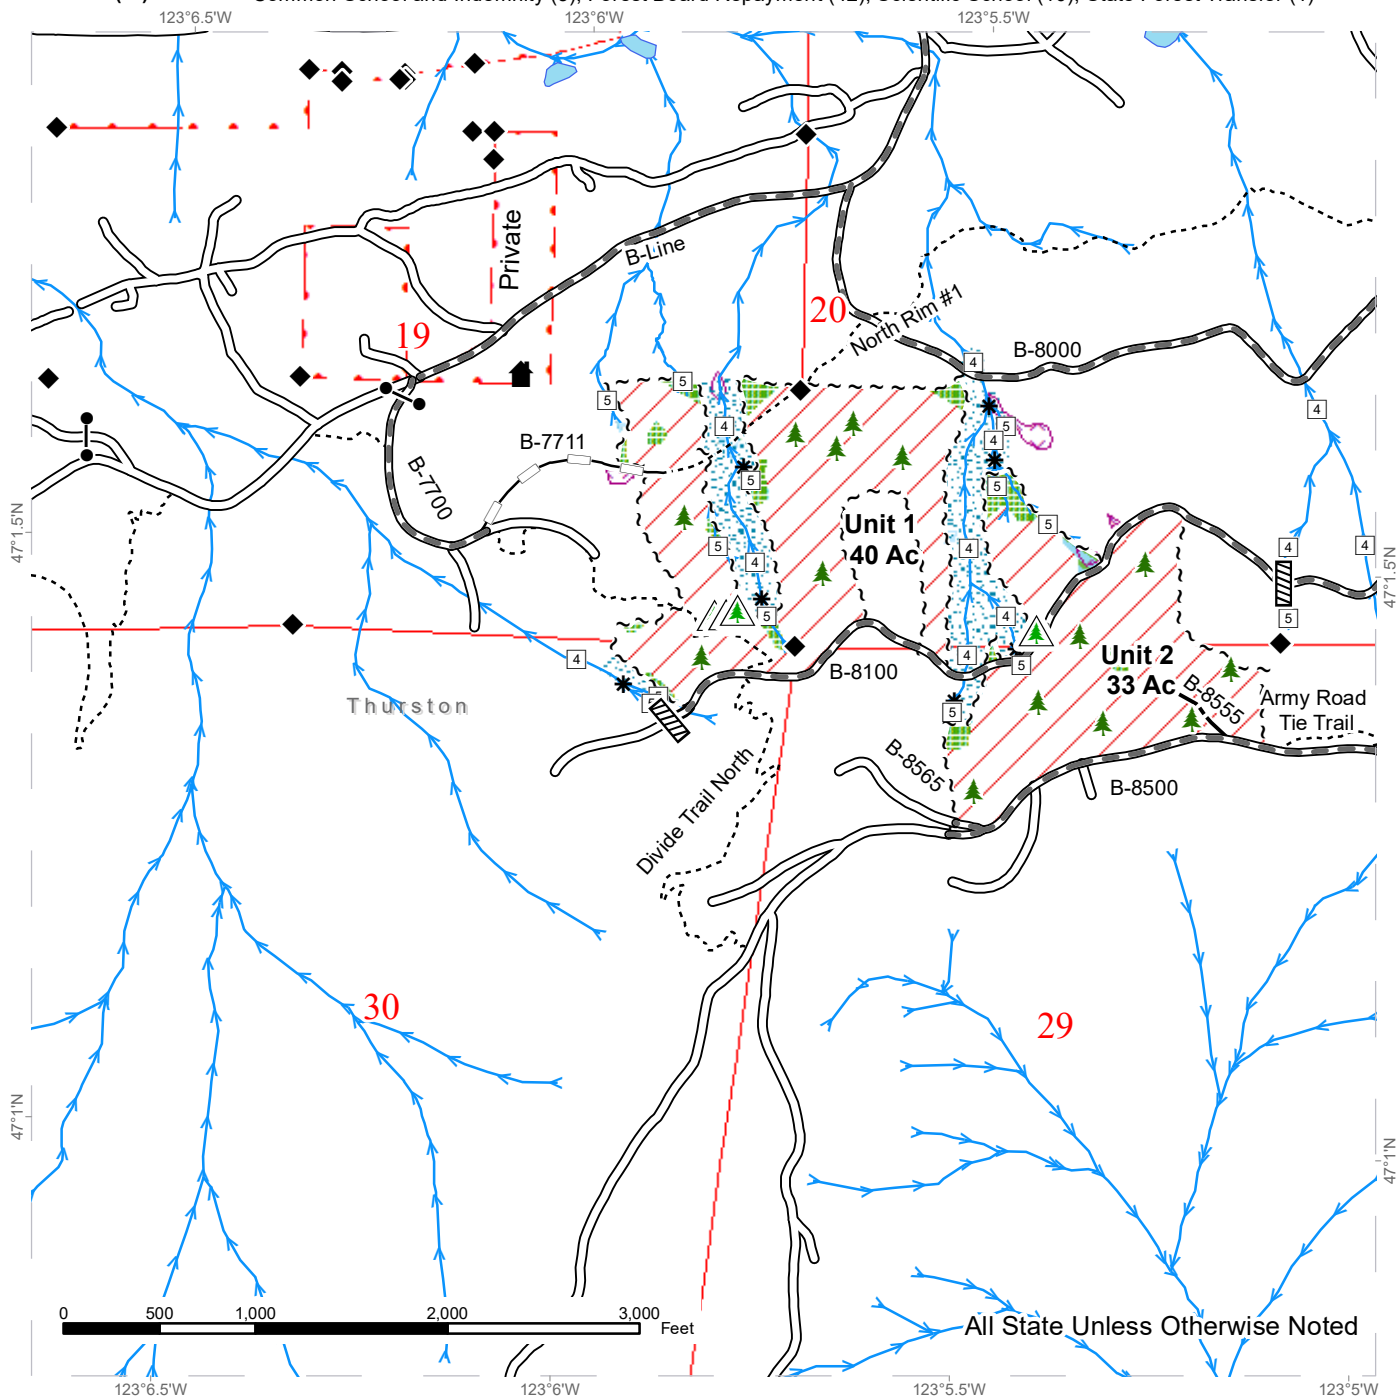 Common School and Indemnity (3), Forest Board Repayment (42), Scientific School (10), State Forest Transfer (4)
123°6.5'W
123°6'W
123°5.5'W
Private
B-Line
20
North Rim #1
19
B-8000
4
5
5
4
4
5
4
B-7711
B-7700
5
5
5
5
Unit 1
40 Ac
47°1.5'N
47°1.5'N
5
4
4
4
4
5
4
5
5
4
4
5
B-8100
Unit 2
33 Ac
B-8555
Army Road
Tie Trail
Thurston
5
5
Divide Trail North
B-8565
B-8500
30
29
47°1'N
47°1'N
0
500
1,000
2,000
3,000
Feet
All State Unless Otherwise Noted
123°6.5'W
123°6'W
123°5.5'W
123°5'W